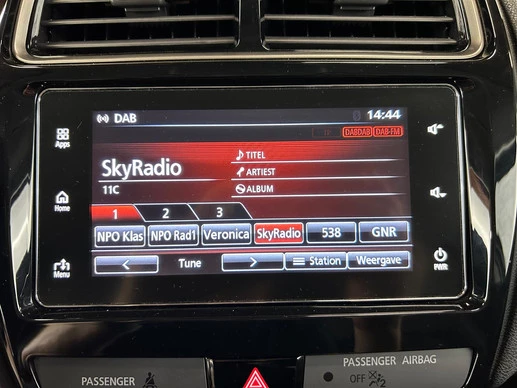 DAB 14:44
DAB DAB DAB-FM
SkyRadio
11C
TITEL
ARTIEST
ALBUM
1 2 3
NPO Klas NPO Rad1 Veronica SkyRadio 538 GNR
< Tune > Station Weergave
Apps
Home
Menu
PWR
PASSENGER
PASSENGER AIRBAG
OFF